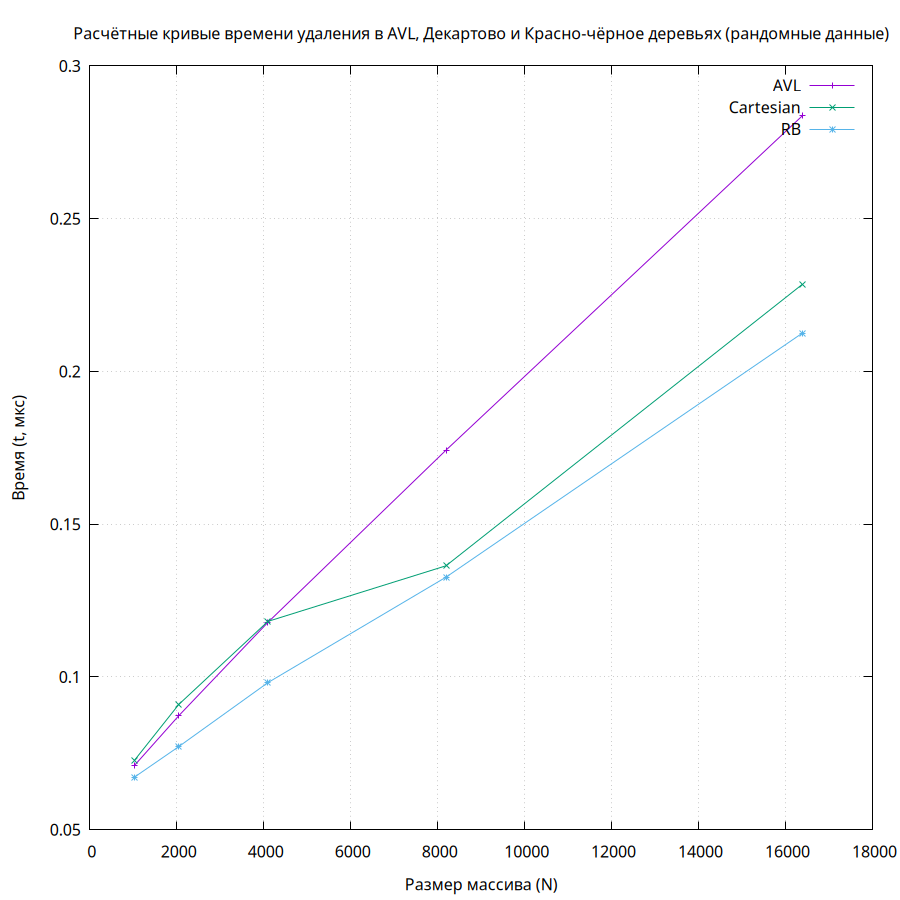 Расчётные кривые времени удаления в AVL, Декартово и Красно-чёрное деревьях (рандомные данные)
0.3
AVL
Cartesian
RB
0.25
0.2
Время (t, мкс)
0.15
0.1
0.05
0 2000 4000 6000 8000 10000 12000 14000 16000 18000
Размер массива (N)